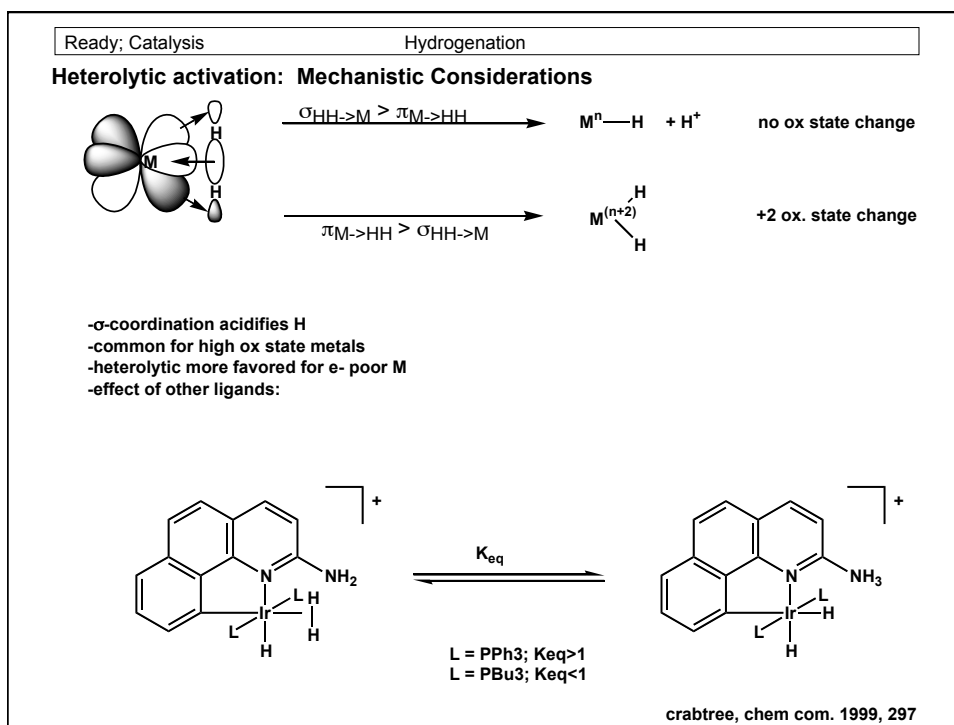 Ready; Catalysis Hydrogenation
Heterolytic activation: Mechanistic Considerations
H
M
H
σHH->M > πM->HH
Mⁿ—H + H⁺ no ox state change
πM->HH > σHH->M
M(n+2)
H
H
+2 ox. state change
-σ-coordination acidifies H
-common for high ox state metals
-heterolytic more favored for e- poor M
-effect of other ligands:
+
N
NH₂
L
Ir
L
H
H
H
Keq
L = PPh3; Keq>1
L = PBu3; Keq<1
+
N
NH₃
L
Ir
H
L
H
crabtree, chem com. 1999, 297